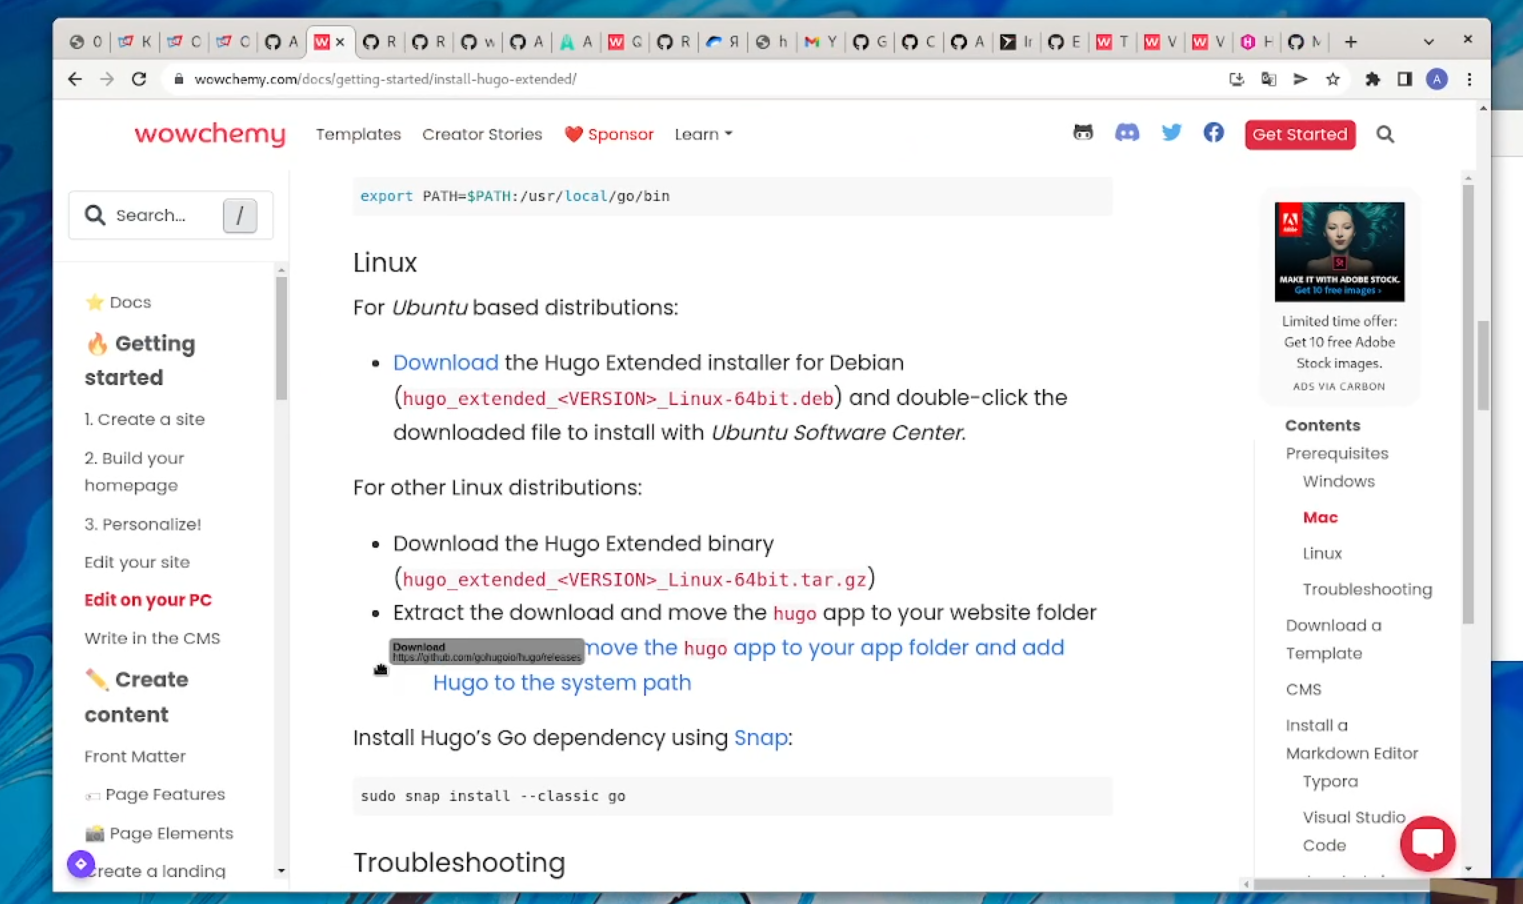 0
K
C
C
A
R
R
w
A
A
G
R
Я
h
Y
G
C
A
Ir
E
T
V
V
H
M
wowchemy.com/docs/getting-started/install-hugo-extended/
A
wowchemy
Templates
Creator Stories
Sponsor
Learn
Get Started
Search...
/
Docs
Getting
started
1. Create a site
2. Build your
homepage
3. Personalize!
Edit your site
Edit on your PC
Write in the CMS
Create
content
Front Matter
Page Features
Page Elements
Create a landing
export PATH=$PATH:/usr/local/go/bin
Linux
For Ubuntu based distributions:
• Download the Hugo Extended installer for Debian
(hugo_extended_<VERSION>_Linux-64bit.deb) and double-click the
downloaded file to install with Ubuntu Software Center.
For other Linux distributions:
• Download the Hugo Extended binary
(hugo_extended_<VERSION>_Linux-64bit.tar.gz)
• Extract the download and move the hugo app to your website folder
Download
https://github.com/gohugoio/hugo/releases
move the hugo app to your app folder and add
Hugo to the system path
Install Hugo's Go dependency using Snap:
sudo snap install --classic go
Troubleshooting
MAKE IT WITH ADOBE STOCK.
Get 10 free images ›
Adobe
St
Limited time offer:
Get 10 free Adobe
Stock images.
ADS VIA CARBON
Contents
Prerequisites
Windows
Mac
Linux
Troubleshooting
Download a
Template
CMS
Install a
Markdown Editor
Typora
Visual Studio
Code